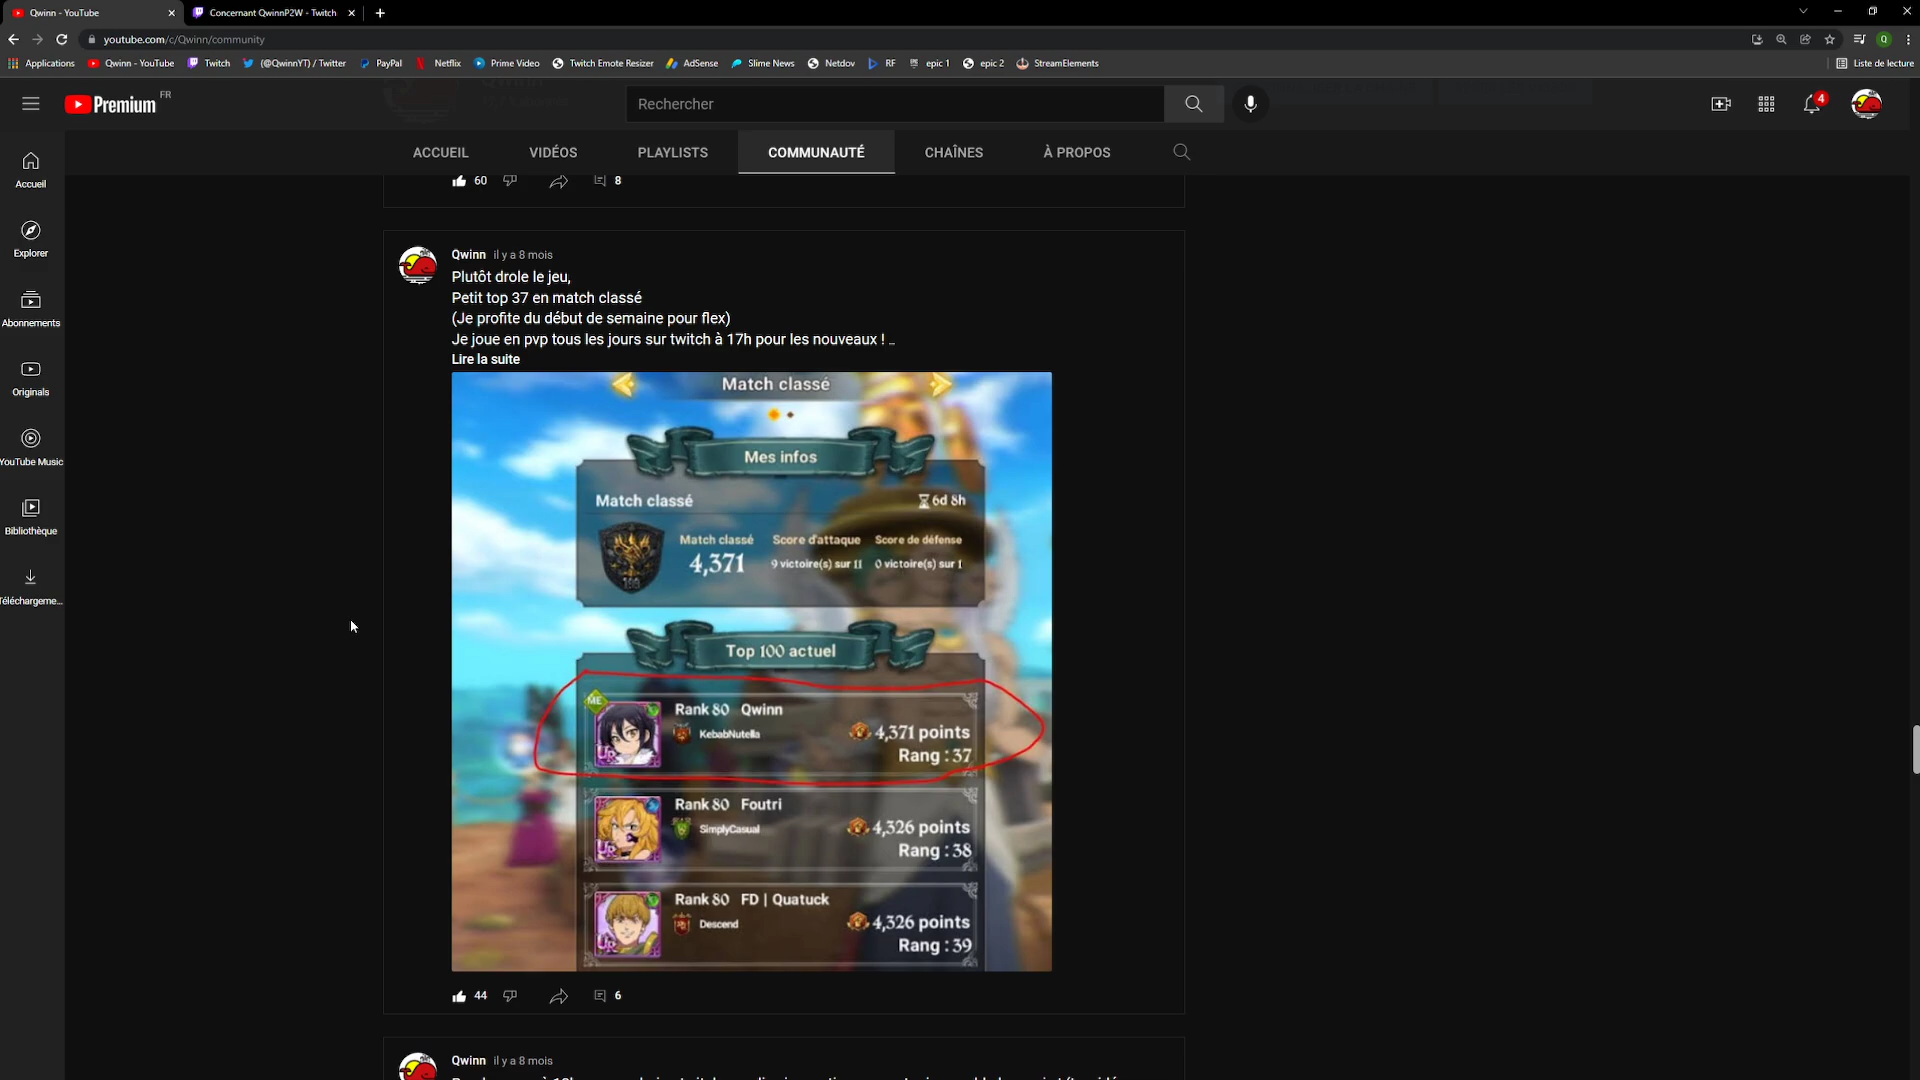 Qwinn - YouTube
Concernant QwinnP2W - Twitch
youtube.com/c/Qwinn/community
Applications
Qwinn - YouTube
Twitch
(@QwinnYT) / Twitter
PayPal
Netflix
Prime Video
Twitch Emote Resizer
AdSense
Slime News
Netdov
RF
epic 1
epic 2
StreamElements
Liste de lecture
Premium FR
Rechercher
4
ACCUEIL
VIDÉOS
PLAYLISTS
COMMUNAUTÉ
CHAÎNES
À PROPOS
Accueil
Explorer
Abonnements
Originals
YouTube Music
Bibliothèque
Téléchargeme...
60
8
Qwinn il y a 8 mois
Plutôt drole le jeu,
Petit top 37 en match classé
(Je profite du début de semaine pour flex)
Je joue en pvp tous les jours sur twitch à 17h pour les nouveaux ! ..
Lire la suite
Match classé
Mes infos
Match classé
6d 8h
Match classé
Score d'attaque
Score de défense
4,371
9 victoire(s) sur 11
0 victoire(s) sur 1
Top 100 actuel
ME
Rank 80 Qwinn
KebabNutella
4,371 points
Rang : 37
UR
Rank 80 Foutri
SimplyCasual
4,326 points
Rang : 38
UR
Rank 80 FD | Quatuck
Descend
4,326 points
Rang : 39
UR
44
6
Qwinn il y a 8 mois